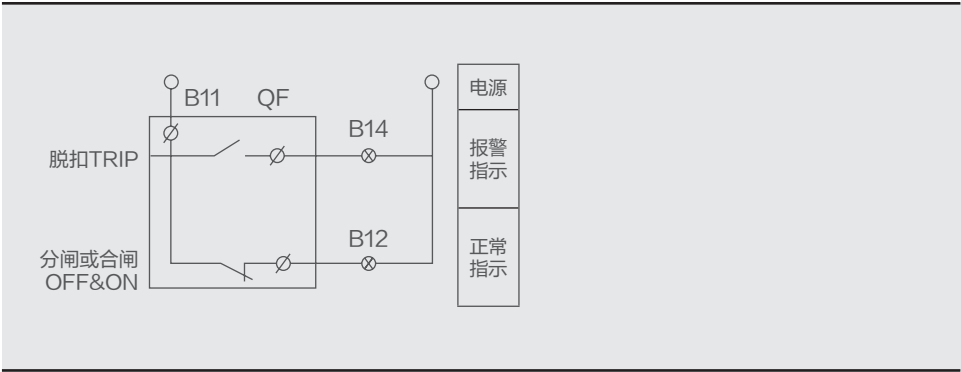 B11
QF
电源
B14
脱扣TRIP
报警
指示
B12
分闸或合闸
OFF&ON
正常
指示